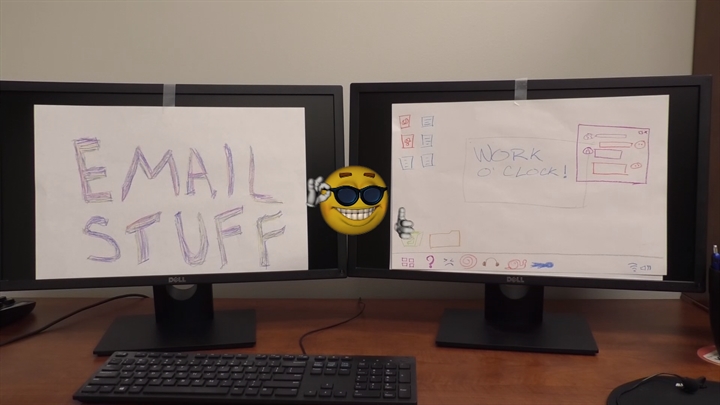 EMAIL
STUFF
WORK
O'CLOCK!
?
DELL
DELL